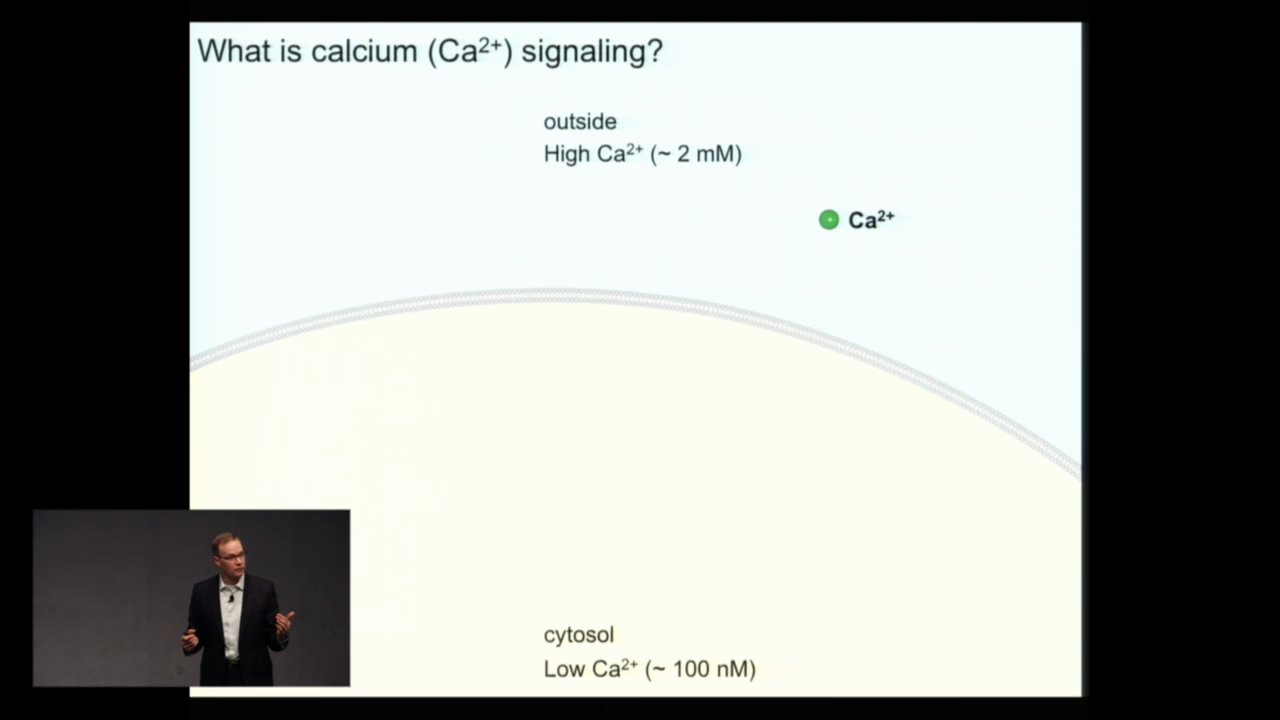 What is calcium (Ca²⁺) signaling?
outside
High Ca²⁺ (~ 2 mM)
Ca²⁺
cytosol
Low Ca²⁺ (~ 100 nM)